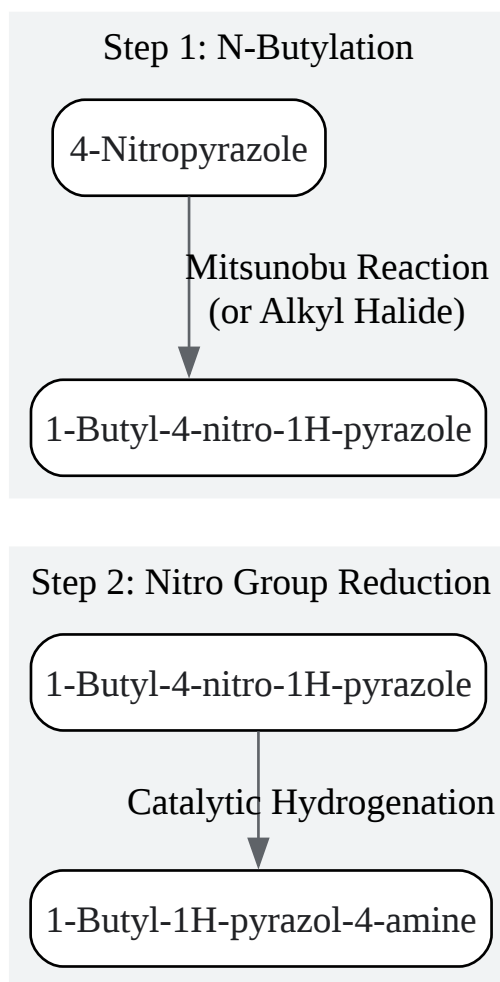 Step 1: N-Butylation
4-Nitropyrazole
Mitsunobu Reaction
(or Alkyl Halide)
1-Butyl-4-nitro-1H-pyrazole
Step 2: Nitro Group Reduction
1-Butyl-4-nitro-1H-pyrazole
Catalytic Hydrogenation
1-Butyl-1H-pyrazol-4-amine